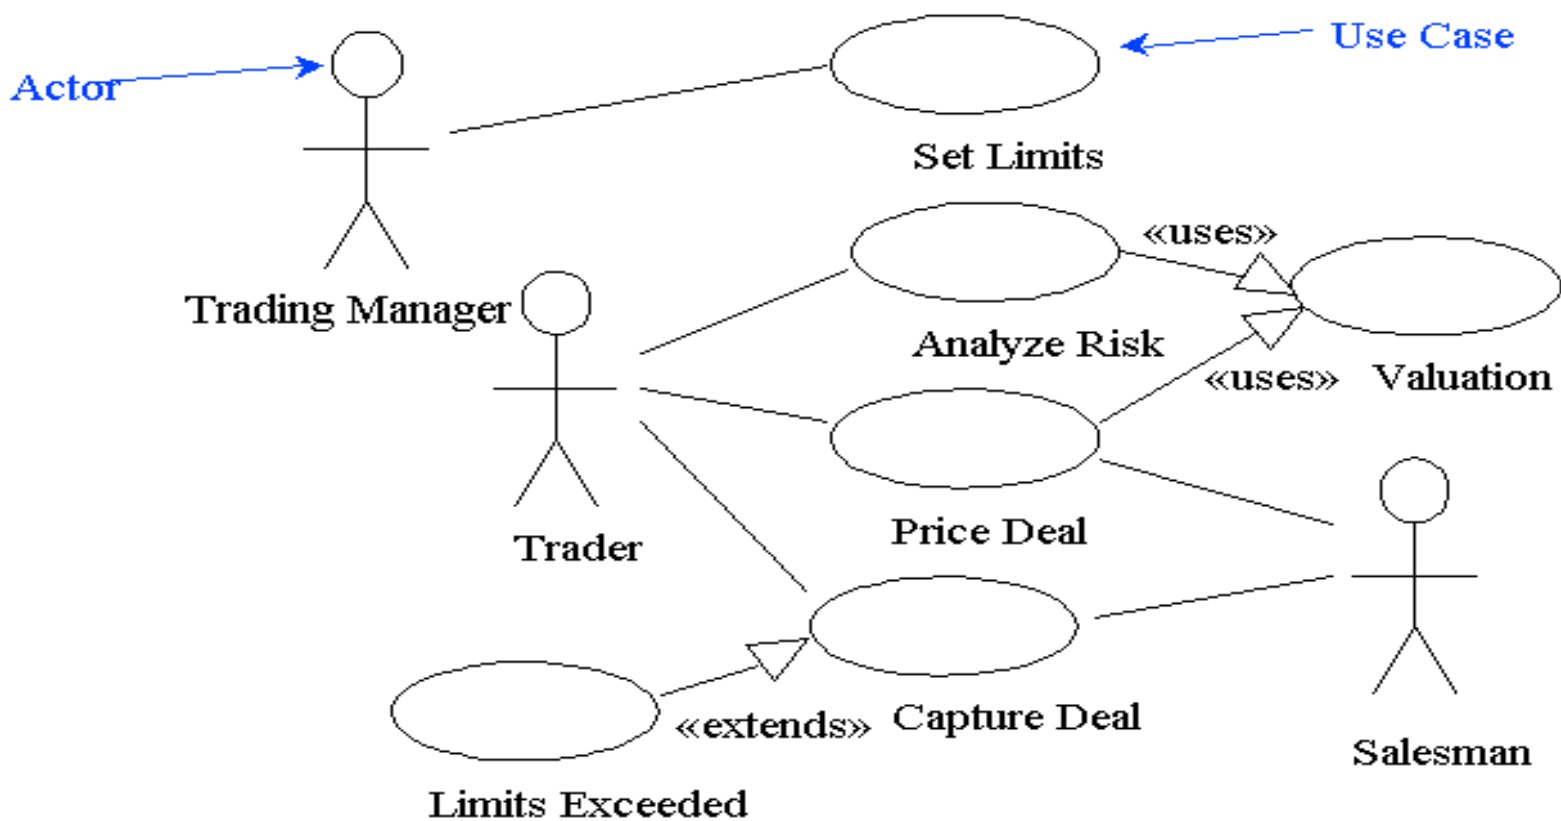 Use Case
Actor
Set Limits
«uses»
Trading Manager
Analyze Risk
«uses»
Valuation
Price Deal
Trader
Capture Deal
«extends»
Salesman
Limits Exceeded